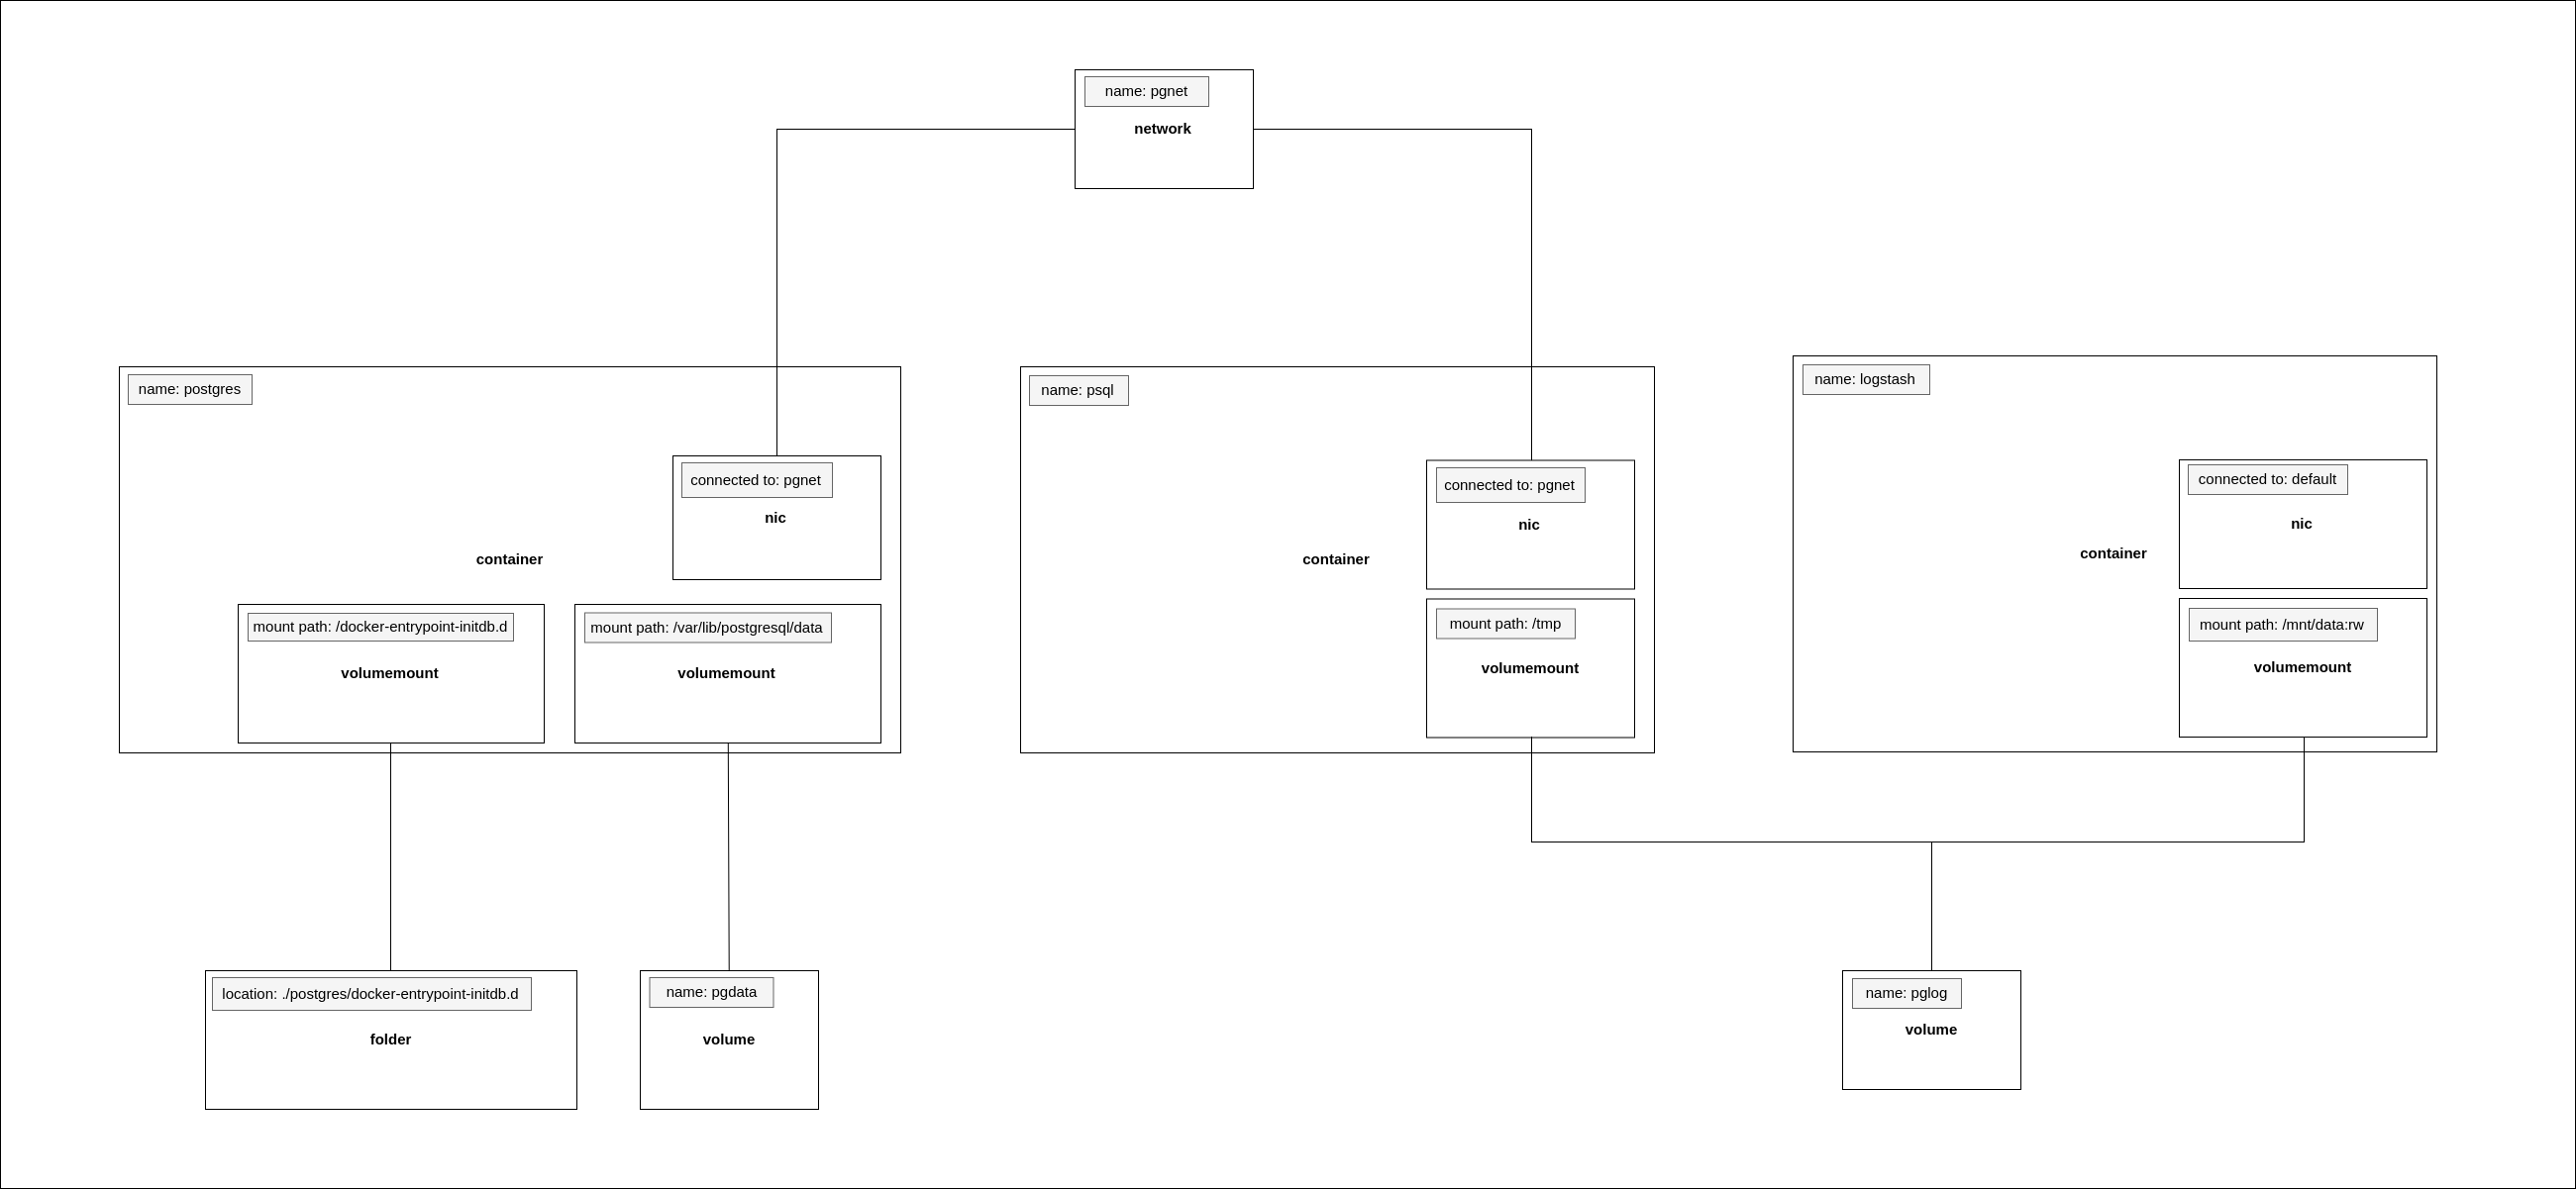 name: pgnet
network
name: postgres
connected to: pgnet
nic
container
mount path: /docker-entrypoint-initdb.d
volumemount
mount path: /var/lib/postgresql/data
volumemount
name: psql
connected to: pgnet
nic
container
mount path: /tmp
volumemount
name: logstash
connected to: default
nic
container
mount path: /mnt/data:rw
volumemount
location: ./postgres/docker-entrypoint-initdb.d
folder
name: pgdata
volume
name: pglog
volume